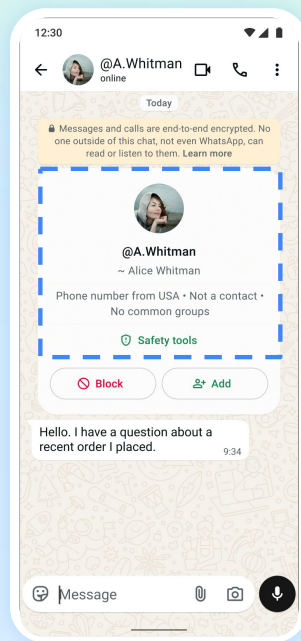 12:30
@A.Whitman
online
Today
Messages and calls are end-to-end encrypted. No
one outside of this chat, not even WhatsApp, can
read or listen to them. Learn more
@A.Whitman
~ Alice Whitman
Phone number from USA • Not a contact •
No common groups
Safety tools
Block
Add
Hello. I have a question about a
recent order I placed.
9:34
Message